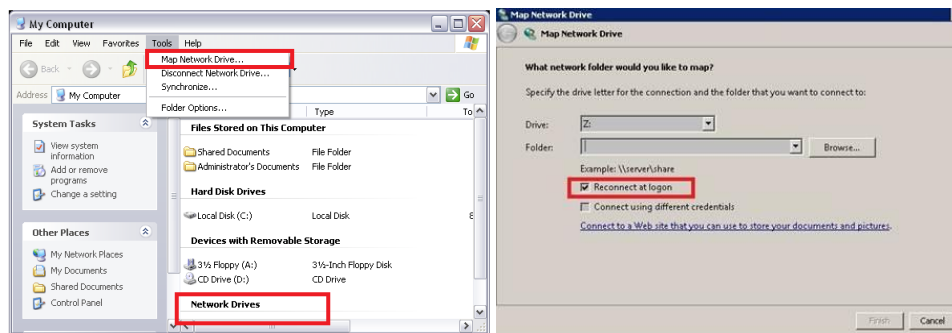 My Computer
File Edit View Favorites Tools Help
Map Network Drive...
Disconnect Network Drive...
Synchronize...
Folder Options...
Back
Address My Computer Go
Type To
System Tasks
View system
information
Add or remove
programs
Change a setting
Other Places
My Network Places
My Documents
Shared Documents
Control Panel
Files Stored on This Computer
Shared Documents File Folder
Administrator's Documents File Folder
Hard Disk Drives
Local Disk (C:) Local Disk
Devices with Removable Storage
3½ Floppy (A:) 3½-Inch Floppy Disk
CD Drive (D:) CD Drive
Network Drives
Map Network Drive
Map Network Drive
What network folder would you like to map?
Specify the drive letter for the connection and the folder that you want to connect to:
Drive: Z:
Folder: Browse...
Example: \\server\share
Reconnect at logon
Connect using different credentials
Connect to a Web site that you can use to store your documents and pictures.
Finish Cancel